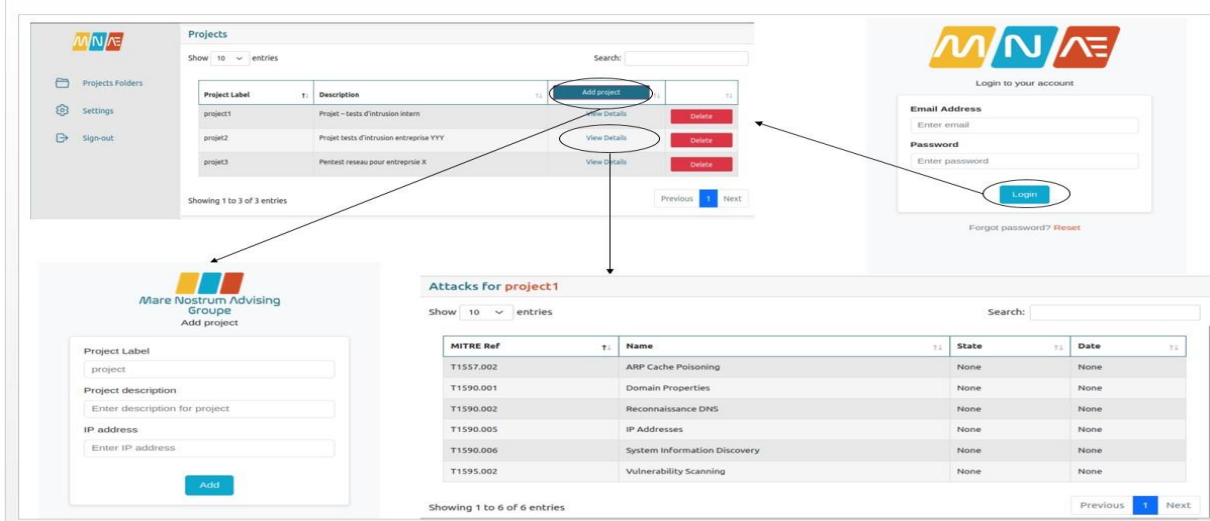 MNAE
Projects
Projects Folders
Settings
Sign-out
Show 10 entries
Search:
Project Label Description Add project
project1 Projet – tests d'intrusion intern View Details Delete
projet2 Projet tests d'intrusion entreprise YYY View Details Delete
projet3 Pentest reseau pour entreprsie X View Details Delete
Showing 1 to 3 of 3 entries
Previous 1 Next
MNAE
Login to your account
Email Address
Enter email
Password
Enter password
Login
Forgot password? Reset
Mare Nostrum Advising
Groupe
Add project
Project Label
project
Project description
Enter description for project
IP address
Enter IP address
Add
Attacks for project1
Show 10 entries
Search:
MITRE Ref Name State Date
T1557.002 ARP Cache Poisoning None None
T1590.001 Domain Properties None None
T1590.002 Reconnaissance DNS None None
T1590.005 IP Addresses None None
T1590.006 System Information Discovery None None
T1595.002 Vulnerability Scanning None None
Showing 1 to 6 of 6 entries
Previous 1 Next